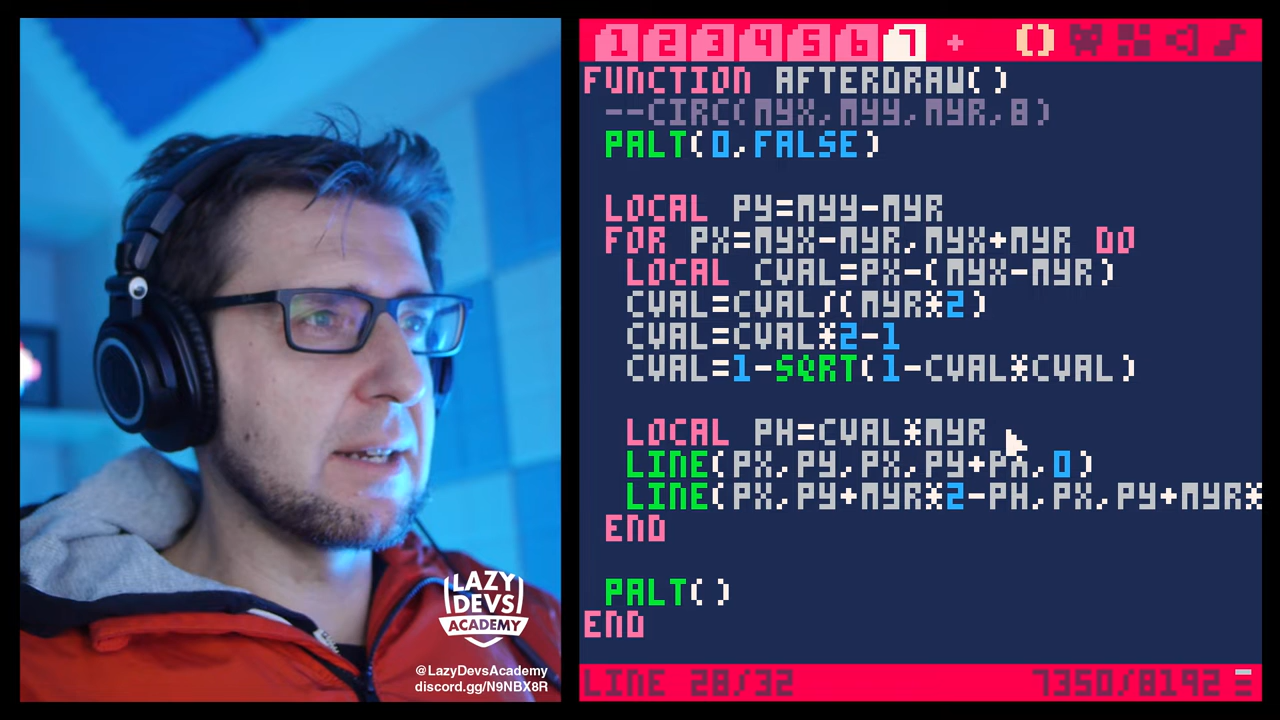 LAZY
DEVS
ACADEMY
@LazyDevsAcademy
discord.gg/N9NBX8R
1 2 3 4 5 6 7 + ()
FUNCTION AFTERDRAW()
--CIRC(MYX,MYY,MYR,8)
PALT(0,FALSE)
LOCAL PY=MYY-MYR
FOR PX=MYX-MYR,MYX+MYR DO
LOCAL CVAL=PX-(MYX-MYR)
CVAL=CVAL/(MYR*2)
CVAL=CVAL*2-1
CVAL=1-SQRT(1-CVAL*CVAL)
LOCAL PH=CVAL*MYR
LINE(PX,PY,PX,PY+PH,0)
LINE(PX,PY+MYR*2-PH,PX,PY+MYR*
END
PALT()
END
LINE 28/32 7350/8192